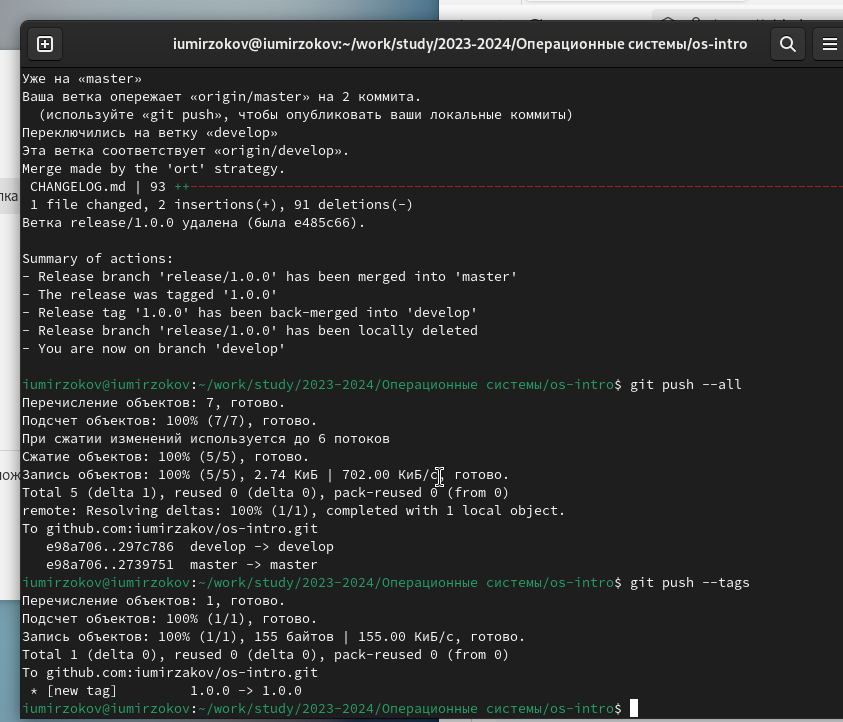 iumirzokov@iumirzokov:~/work/study/2023-2024/Операционные системы/os-intro
Уже на «master»
Ваша ветка опережает «origin/master» на 2 коммита.
  (используйте «git push», чтобы опубликовать ваши локальные коммиты)
Переключились на ветку «develop»
Эта ветка соответствует «origin/develop».
Merge made by the 'ort' strategy.
 CHANGELOG.md | 93 ++-----------------------------------------------------------------------------------
 1 file changed, 2 insertions(+), 91 deletions(-)
Ветка release/1.0.0 удалена (была e485c66).
Summary of actions:
- Release branch 'release/1.0.0' has been merged into 'master'
- The release was tagged '1.0.0'
- Release tag '1.0.0' has been back-merged into 'develop'
- Release branch 'release/1.0.0' has been locally deleted
- You are now on branch 'develop'
iumirzokov@iumirzokov:~/work/study/2023-2024/Операционные системы/os-intro$ git push --all
Перечисление объектов: 7, готово.
Подсчет объектов: 100% (7/7), готово.
При сжатии изменений используется до 6 потоков
Сжатие объектов: 100% (5/5), готово.
Запись объектов: 100% (5/5), 2.74 КиБ | 702.00 КиБ/с, готово.
Total 5 (delta 1), reused 0 (delta 0), pack-reused 0 (from 0)
remote: Resolving deltas: 100% (1/1), completed with 1 local object.
To github.com:iumirzakov/os-intro.git
   e98a706..297c786  develop -> develop
   e98a706..2739751  master -> master
iumirzokov@iumirzokov:~/work/study/2023-2024/Операционные системы/os-intro$ git push --tags
Перечисление объектов: 1, готово.
Подсчет объектов: 100% (1/1), готово.
Запись объектов: 100% (1/1), 155 байтов | 155.00 КиБ/с, готово.
Total 1 (delta 0), reused 0 (delta 0), pack-reused 0 (from 0)
To github.com:iumirzakov/os-intro.git
 * [new tag]         1.0.0 -> 1.0.0
iumirzokov@iumirzokov:~/work/study/2023-2024/Операционные системы/os-intro$